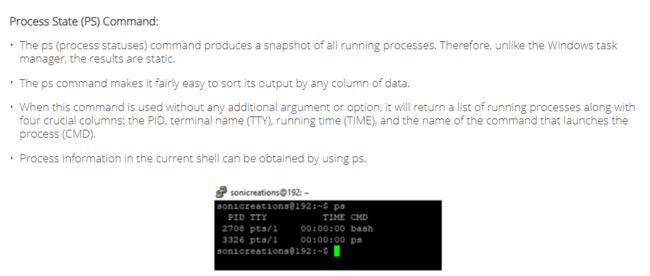 Process State (PS) Command:
• The ps (process statuses) command produces a snapshot of all running processes. Therefore, unlike the Windows task
manager, the results are static.
• The ps command makes it fairly easy to sort its output by any column of data.
• When this command is used without any additional argument or option, it will return a list of running processes along with
four crucial columns: the PID, terminal name (TTY), running time (TIME), and the name of the command that launches the
process (CMD).
• Process information in the current shell can be obtained by using ps.
sonicreations@192: ~
sonicreations@192:~$ ps
PID TTY TIME CMD
2708 pts/1 00:00:00 bash
3326 pts/1 00:00:00 ps
sonicreations@192:~$